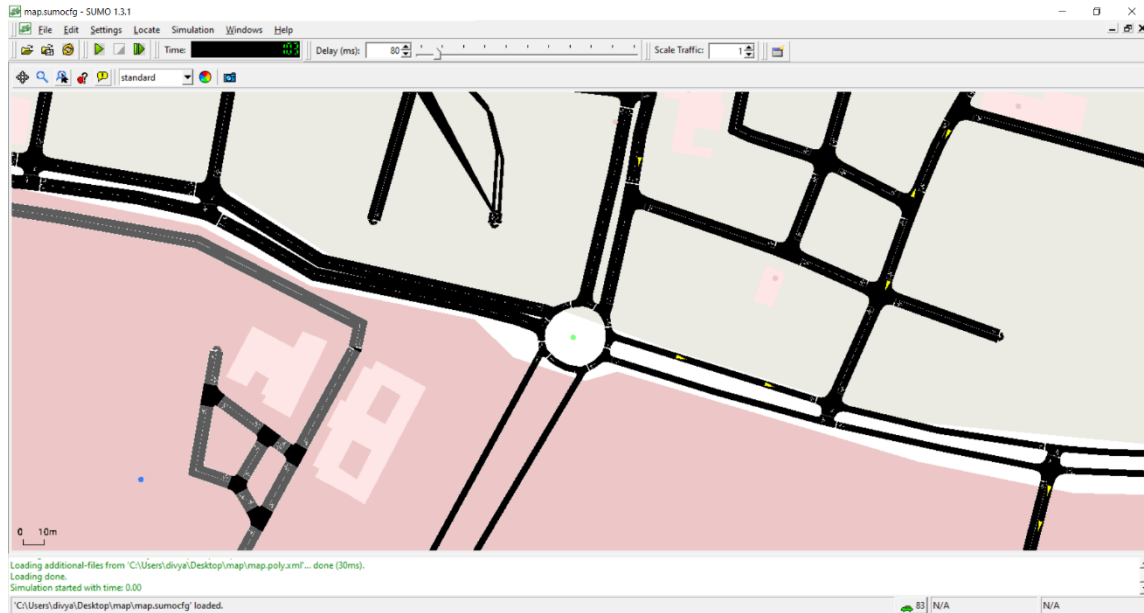 map.sumocfg - SUMO 1.3.1
File Edit Settings Locate Simulation Windows Help
Time: 103 Delay (ms): 80 Scale Traffic: 1
standard
0 10m
Loading additional-files from 'C:\Users\divya\Desktop\map\map.poly.xml'... done (30ms).
Loading done.
Simulation started with time: 0.00
'C:\Users\divya\Desktop\map\map.sumocfg' loaded. 83 N/A N/A